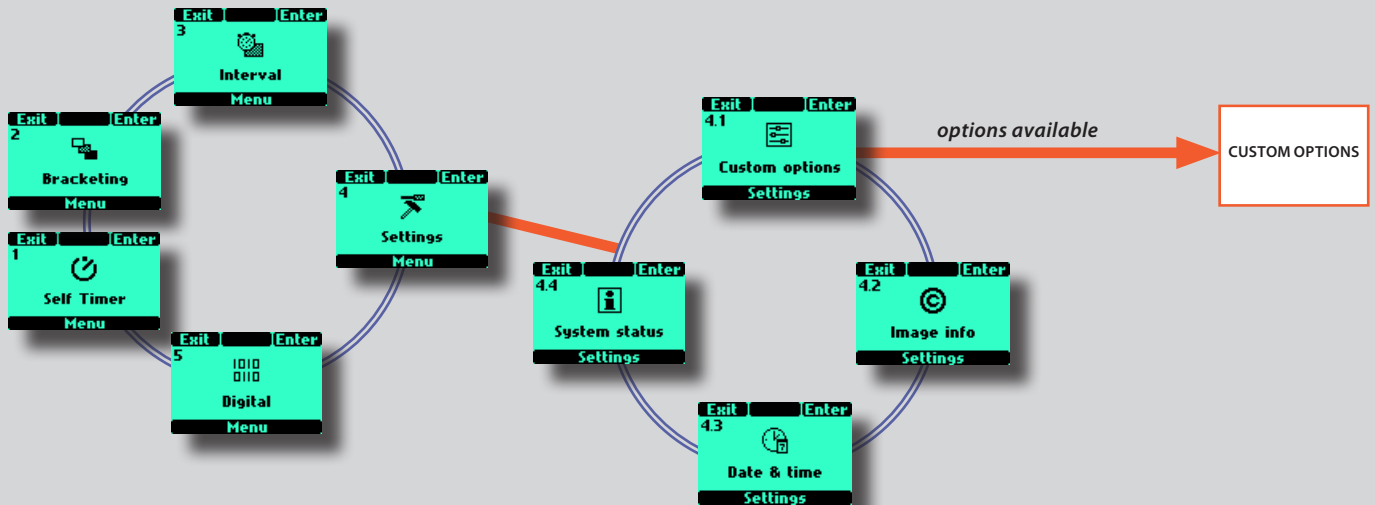 Exit Enter
3
Interval
Menu
Exit Enter
2
Bracketing
Menu
Exit Enter
1
Self Timer
Menu
Exit Enter
5
1010
0110
Digital
Menu
Exit Enter
4
Settings
Menu
Exit Enter
4.1
Custom options
Settings
options available
CUSTOM OPTIONS
Exit Enter
4.4
System status
Settings
Exit Enter
4.2
©
Image info
Settings
Exit Enter
4.3
Date & time
Settings